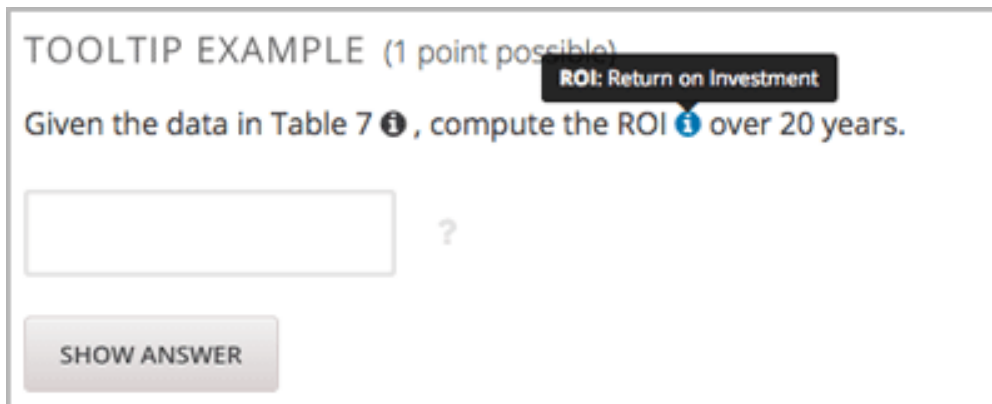 TOOLTIP EXAMPLE (1 point possible)
ROI: Return on Investment
Given the data in Table 7 i , compute the ROI i over 20 years.
?
SHOW ANSWER